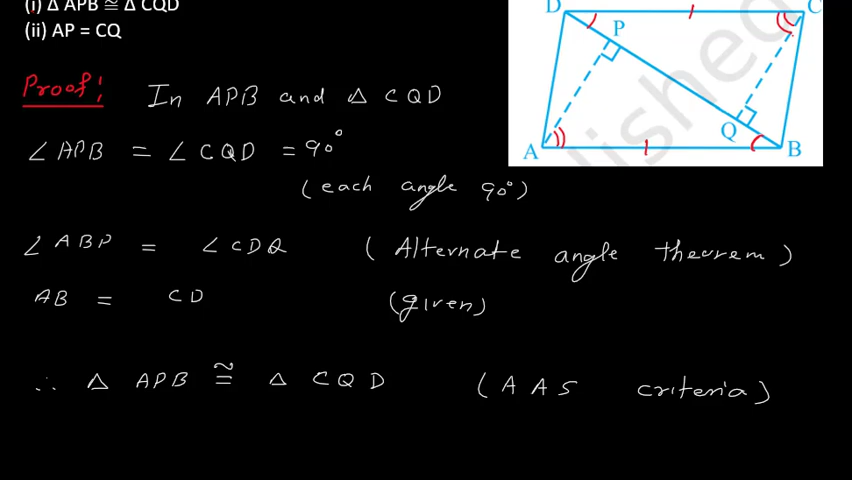 (i) Δ APB ≅ Δ CQD
(ii) AP = CQ
Proof:
In APB and Δ CQD
∠APB = ∠CQD = 90°
(each angle 90°)
∠ABP = ∠CDQ (Alternate angle theorem)
AB = CD (given)
∴ Δ APB ≅ Δ CQD (AAS criteria)
D
C
P
Q
A
B
lished